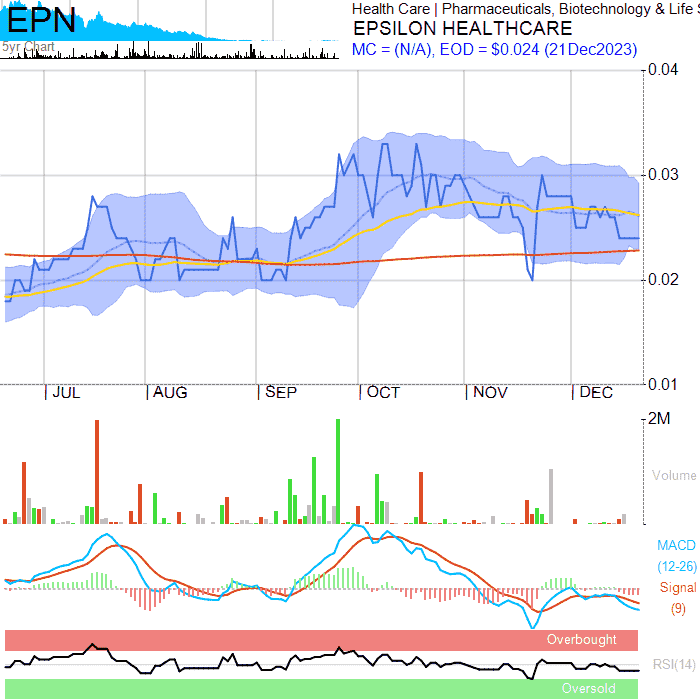 EPN
5yr Chart
Health Care | Pharmaceuticals, Biotechnology & Life S
EPSILON HEALTHCARE
MC = (N/A), EOD = $0.024 (21Dec2023)
0.04
0.03
0.02
0.01
| JUL | AUG | SEP | OCT | NOV | DEC
2M
Volume
MACD
(12-26)
Signal
(9)
Overbought
RSI(14)
Oversold